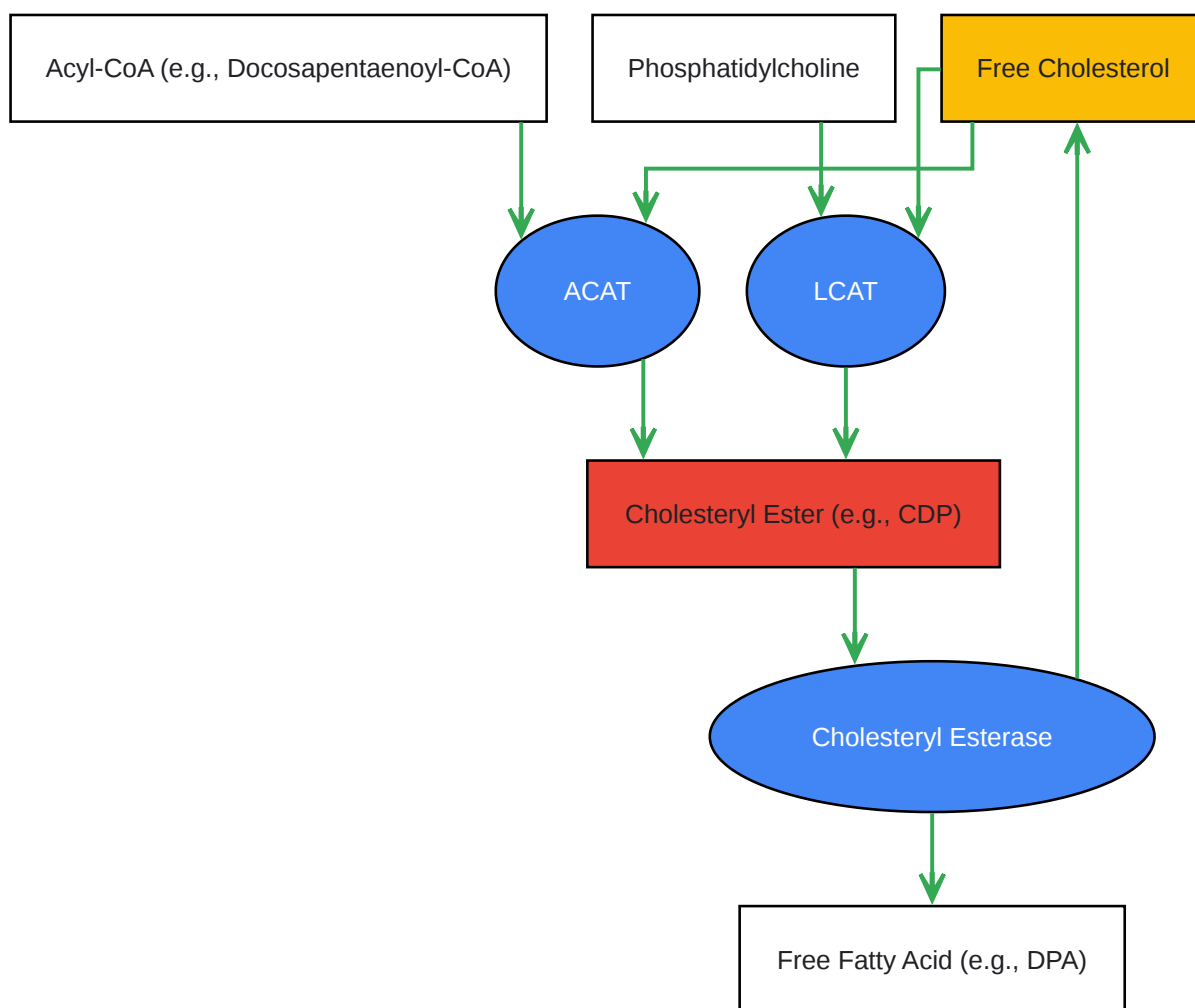 Acyl-CoA (e.g., Docosapentaenoyl-CoA)
Phosphatidylcholine
Free Cholesterol
ACAT
LCAT
Cholesteryl Ester (e.g., CDP)
Cholesteryl Esterase
Free Fatty Acid (e.g., DPA)